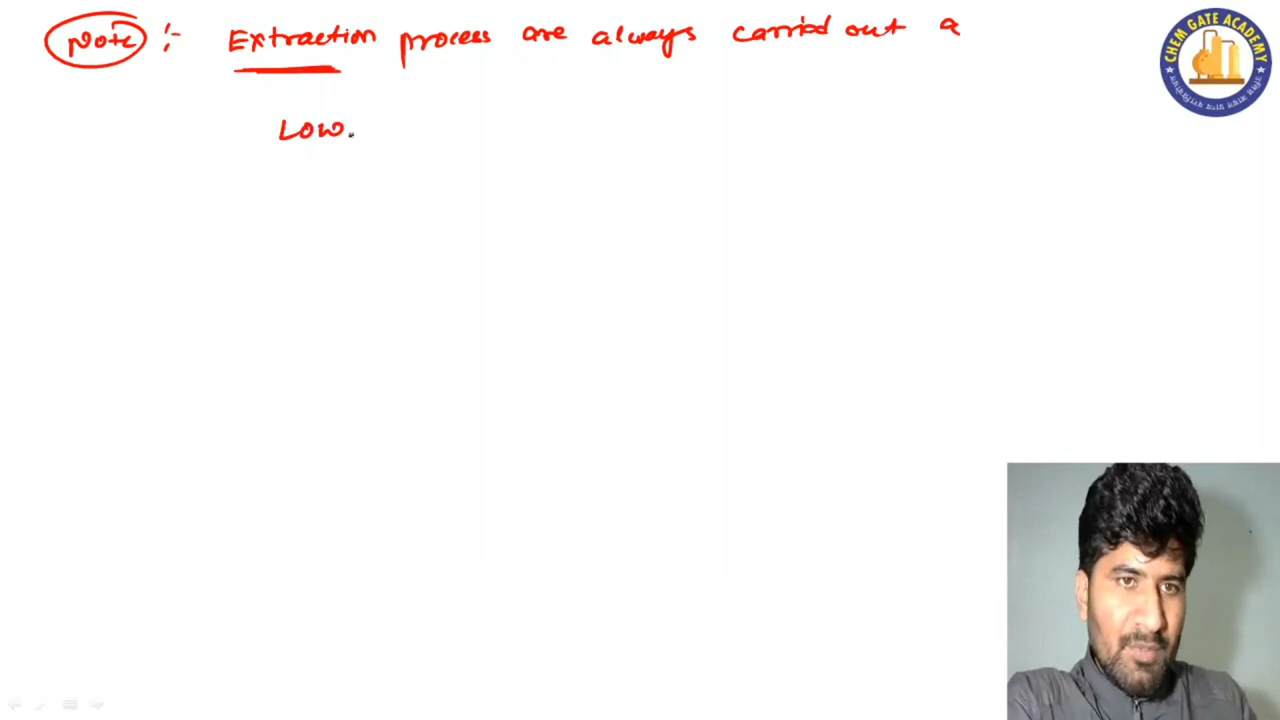 Note :- Extraction process are always carried out a
Low.
CHEM GATE ACADEMY